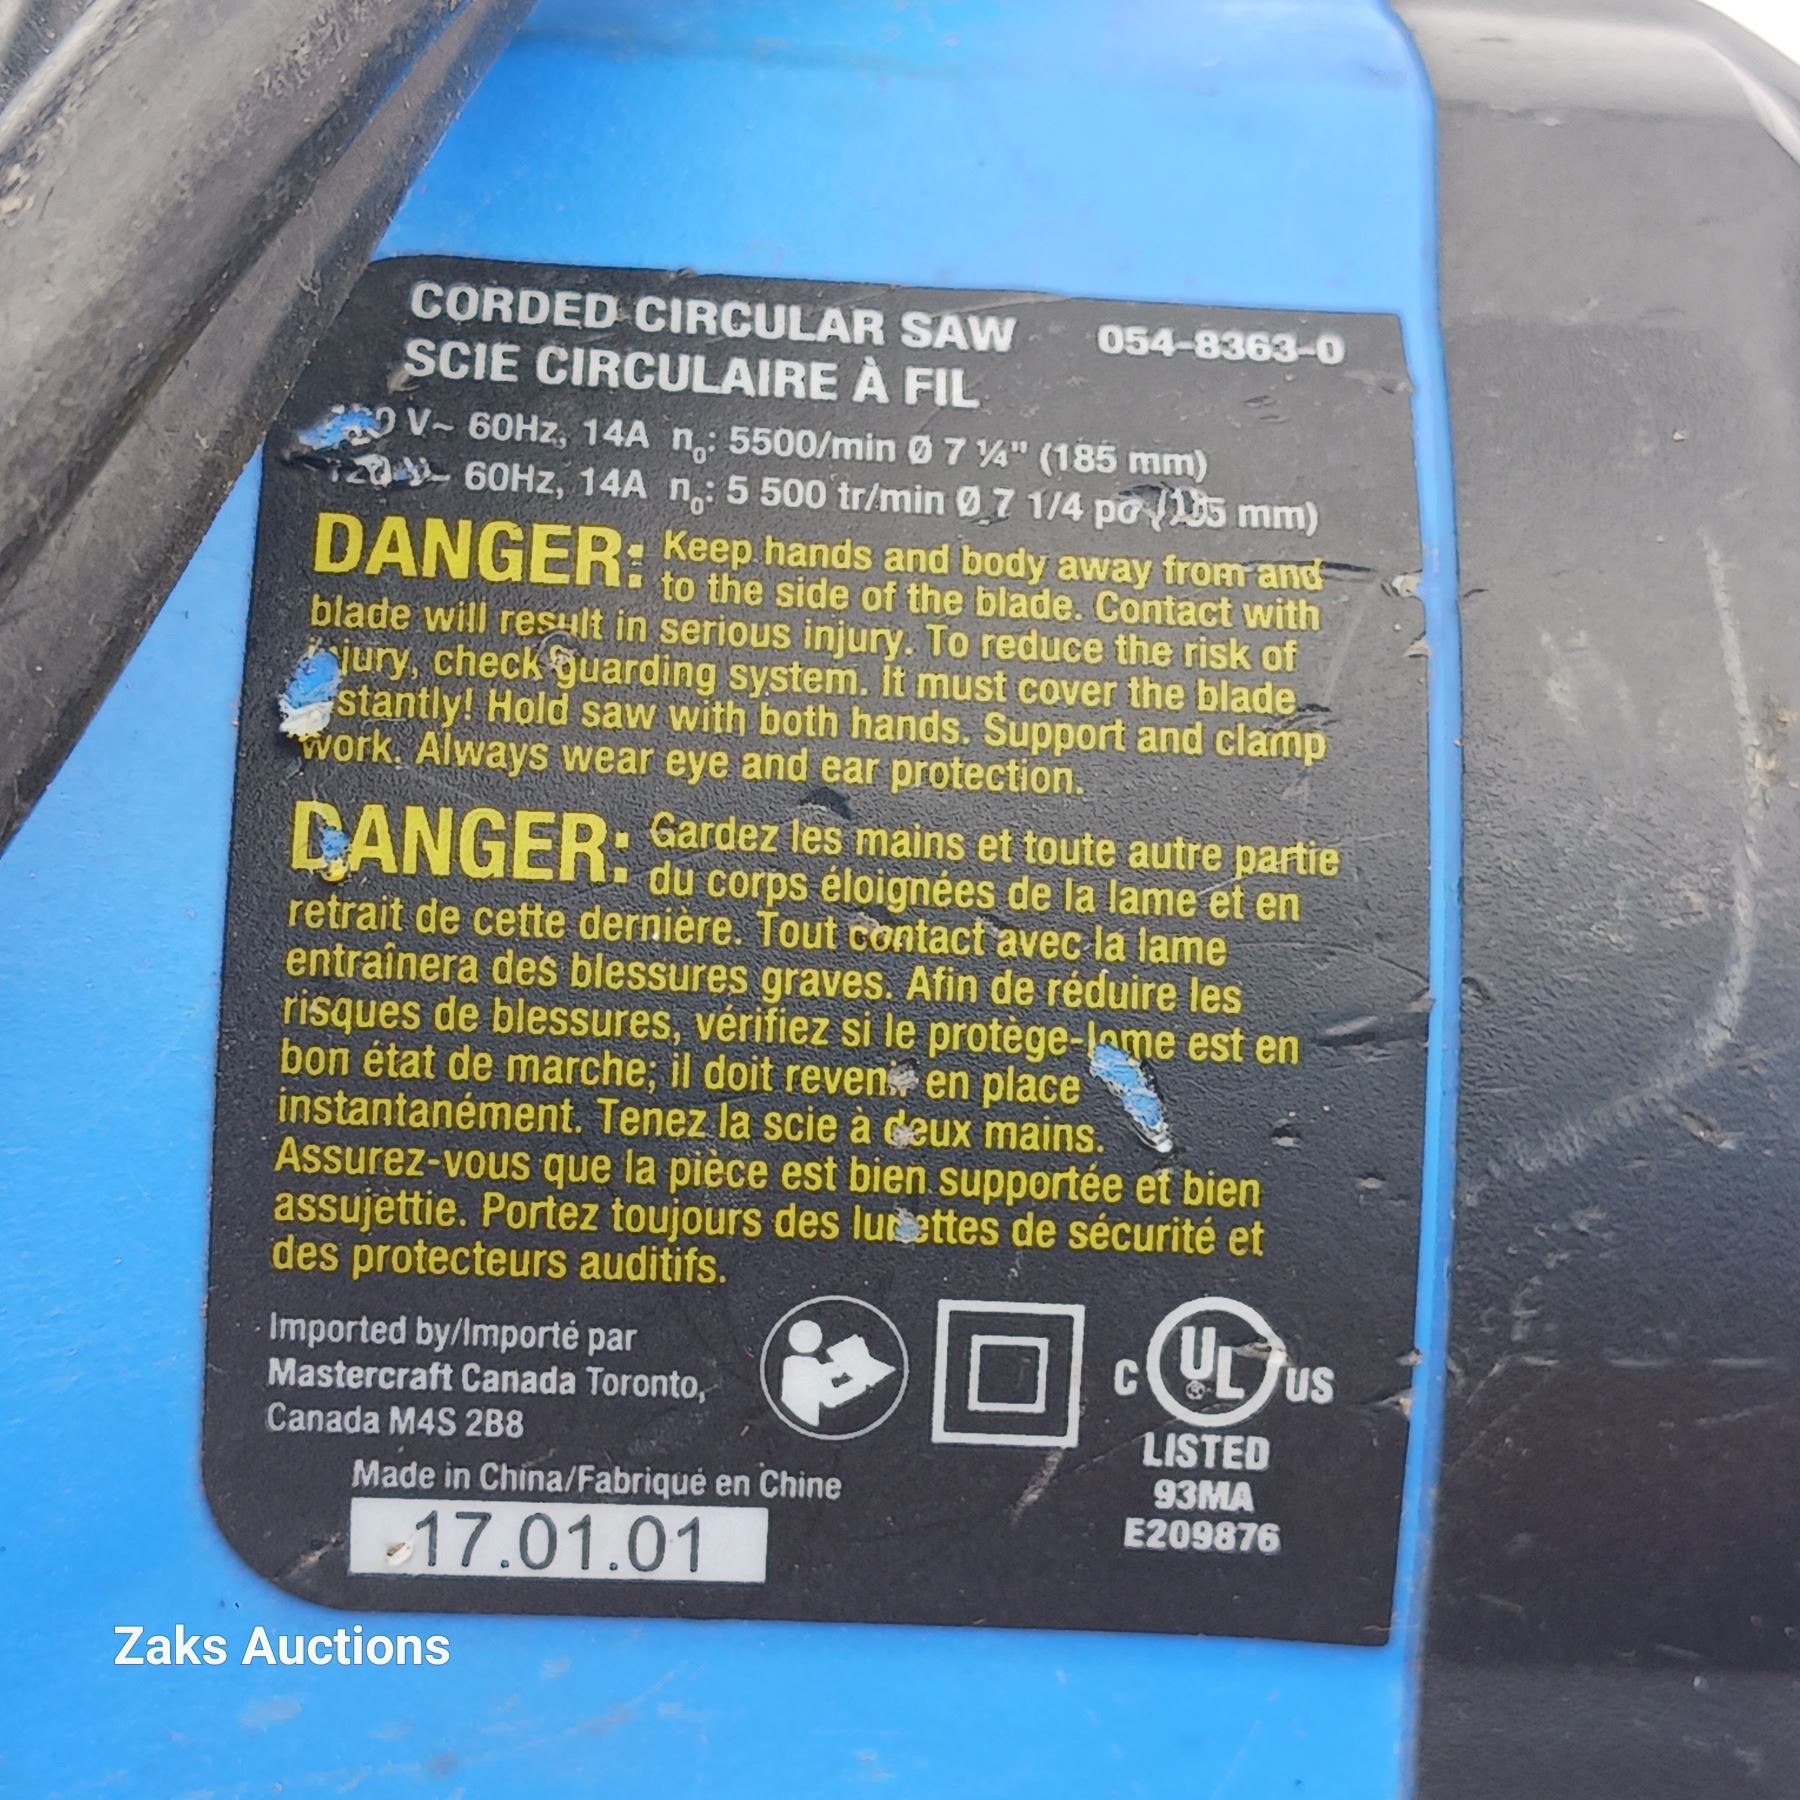 CORDED CIRCULAR SAW 054-8363-0
SCIE CIRCULAIRE À FIL
V~ 60Hz, 14A n₀: 5500/min Ø 7 ¼" (185 mm)
120 V~ 60Hz, 14A n₀: 5 500 tr/min Ø 7 1/4 po (185 mm)
DANGER: Keep hands and body away from and
to the side of the blade. Contact with
blade will result in serious injury. To reduce the risk of
injury, check guarding system. It must cover the blade
instantly! Hold saw with both hands. Support and clamp
work. Always wear eye and ear protection.
DANGER: Gardez les mains et toute autre partie
du corps éloignées de la lame et en
retrait de cette dernière. Tout contact avec la lame
entraînera des blessures graves. Afin de réduire les
risques de blessures, vérifiez si le protège-lame est en
bon état de marche; il doit revenir en place
instantanément. Tenez la scie à deux mains.
Assurez-vous que la pièce est bien supportée et bien
assujettie. Portez toujours des lunettes de sécurité et
des protecteurs auditifs.
Imported by/Importé par
Mastercraft Canada Toronto,
Canada M4S 2B8
Made in China/Fabriqué en Chine
17.01.01
C UL ® US
LISTED
93MA
E209876
Zaks Auctions